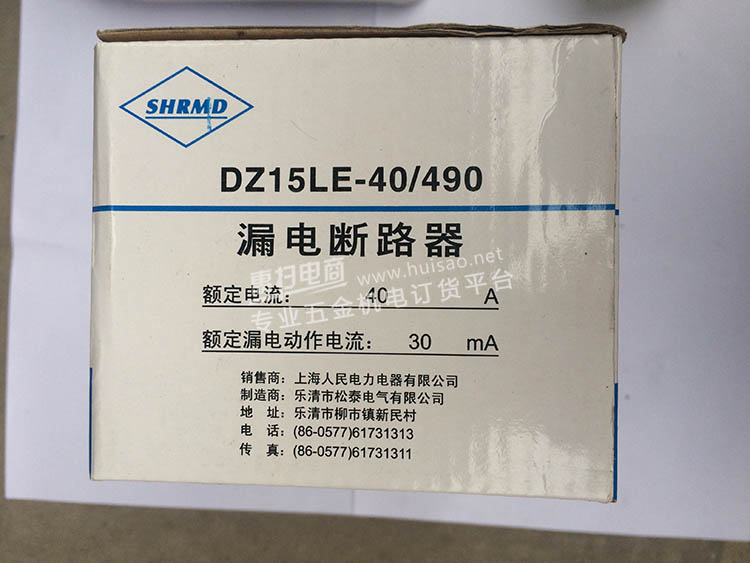 SHRMD
DZ15LE-40/490
漏电断路器
惠扫电商 www.huisao.net
专业五金机电订货平台
额定电流： 40 A
额定漏电动作电流： 30 mA
销售商：上海人民电力电器有限公司
制造商：乐清市松泰电气有限公司
地 址：乐清市柳市镇新民村
电 话：(86-0577)61731313
传 真：(86-0577)61731311